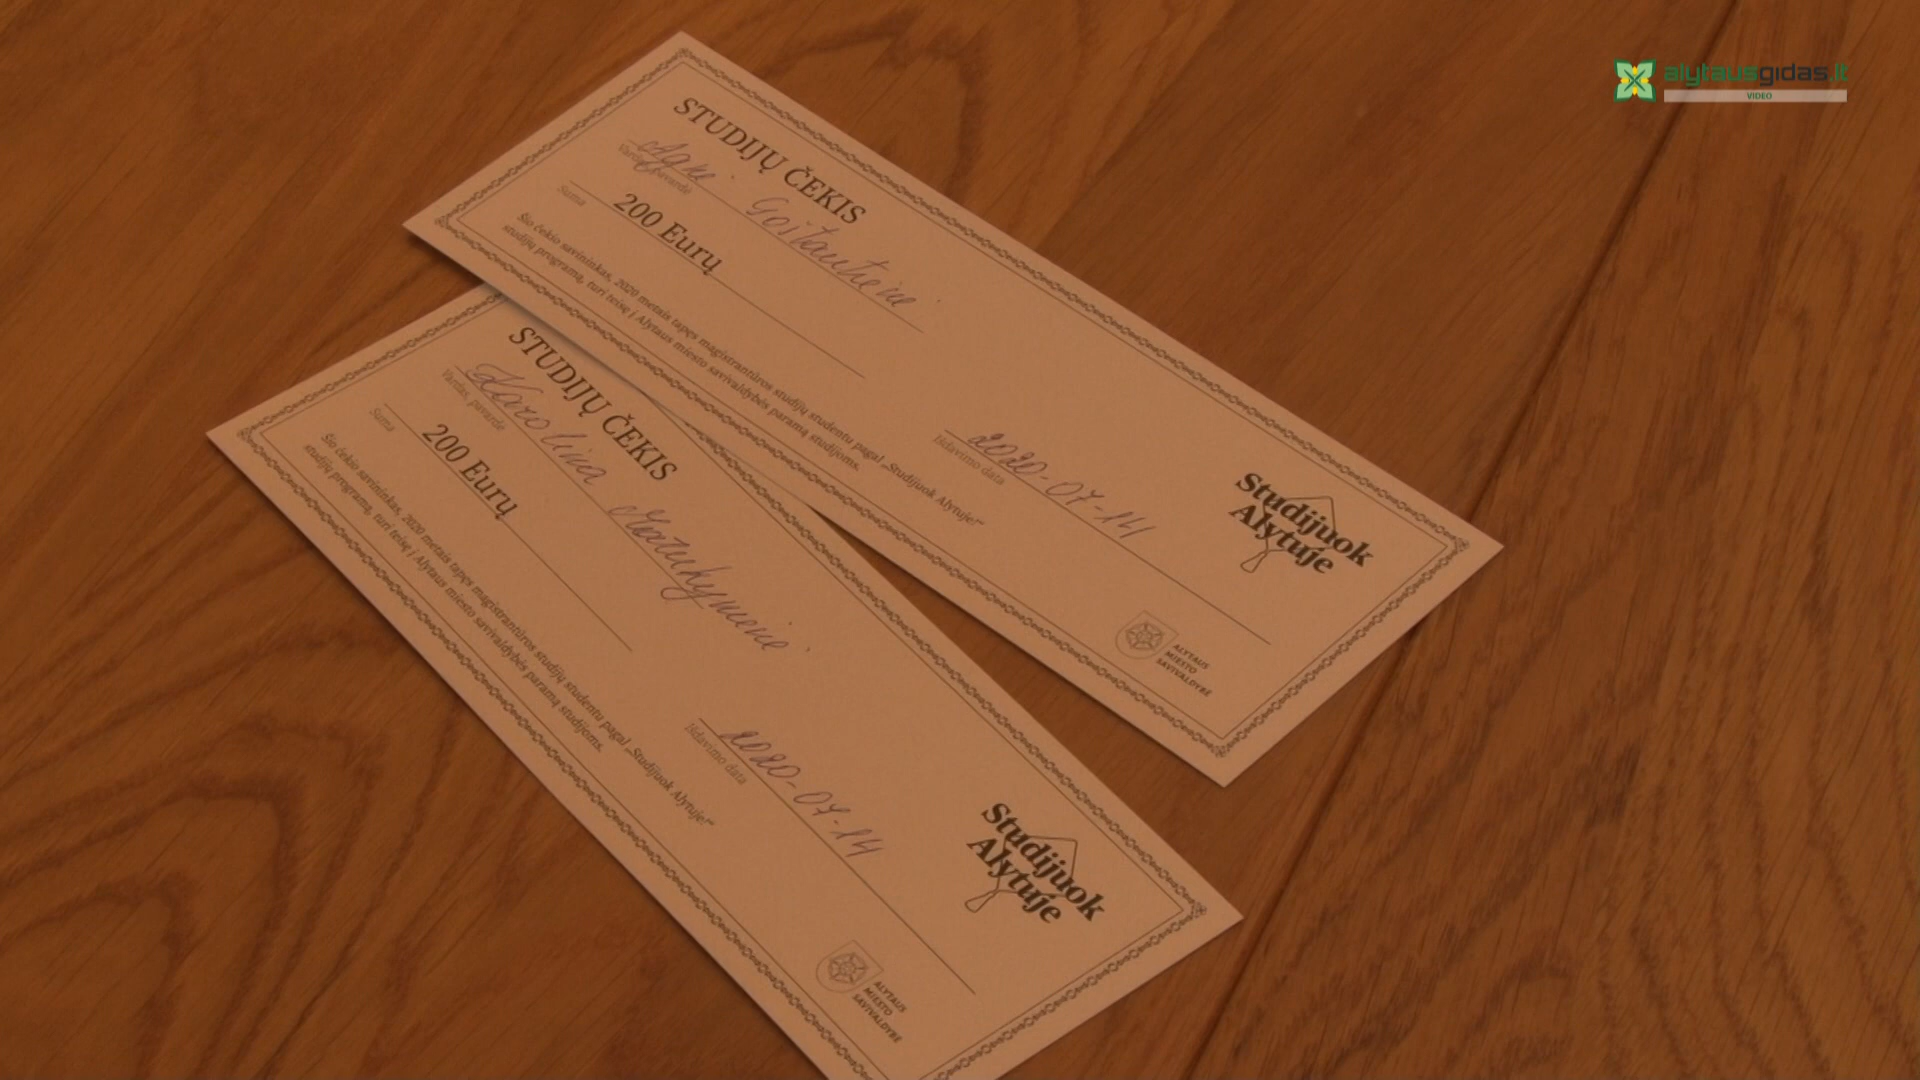 alytausgidas.lt
VIDEO
STUDIJŲ ČEKIS
Vardas, pavardė
Suma
200 Eurų
Šio čekio savininkas, 2020 metais tapęs magistrantūros studijų studentu pagal „Studijuok Alytuje!“
studijų programą, turi teisę į Alytaus miesto savivaldybės paramą studijoms.
2020-07-14
Išdavimo data
Studijuok
Alytuje
ALYTAUS
MIESTO
SAVIVALDYBĖ
STUDIJŲ ČEKIS
Karolina
Vardas, pavardė
Suma
200 Eurų
Šio čekio savininkas, 2020 metais tapęs magistrantūros studijų studentu pagal „Studijuok Alytuje!“
studijų programą, turi teisę į Alytaus miesto savivaldybės paramą studijoms.
2020-07-14
Išdavimo data
Studijuok
Alytuje
ALYTAUS
MIESTO
SAVIVALDYBĖ